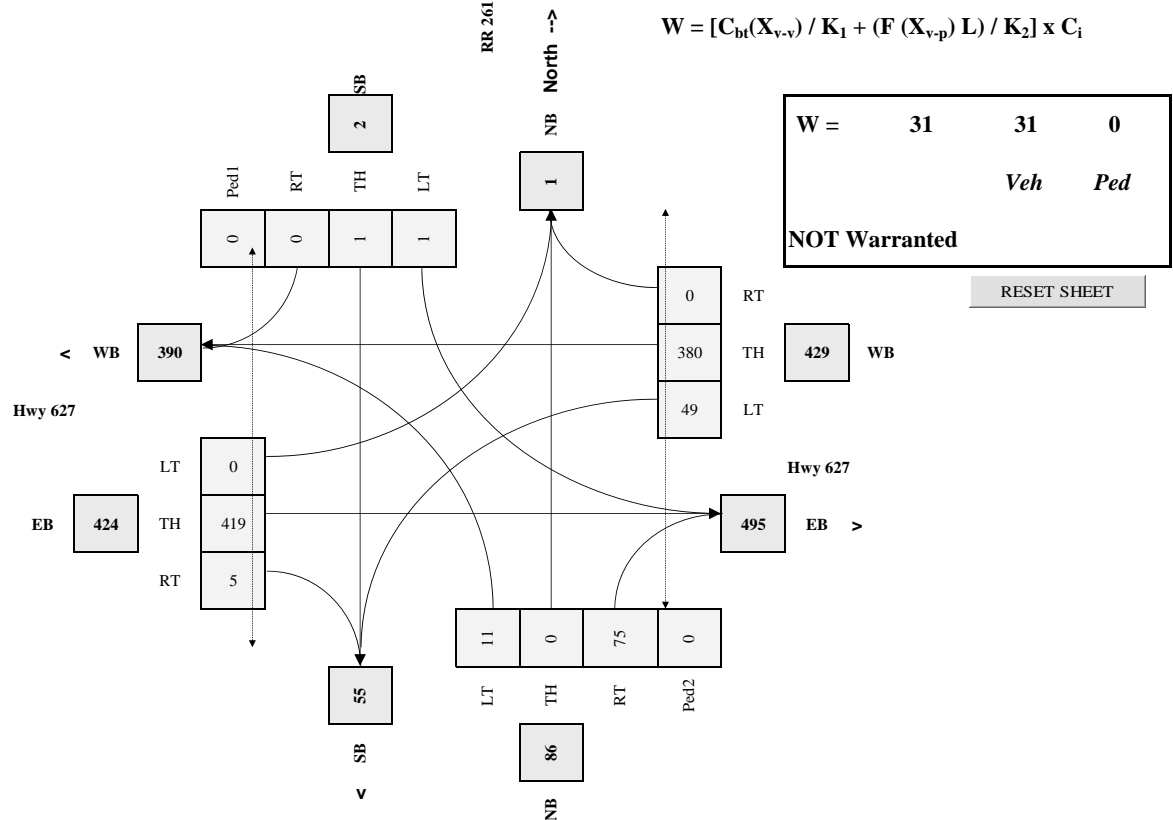 RR 261
North -->
W = [Cbt(Xv-v) / K1 + (F (Xv-p) L) / K2] x Ci
SB
2
NB
1
W = 31 31 0
Veh Ped
NOT Warranted
RESET SHEET
Ped1 RT TH LT
0 0 1 1
0 RT
< WB 390
380 TH 429 WB
49 LT
Hwy 627
LT 0
Hwy 627
EB 424 TH 419
495 EB >
RT 5
11 0 75 0
LT TH RT Ped2
55
SB
v
86
NB